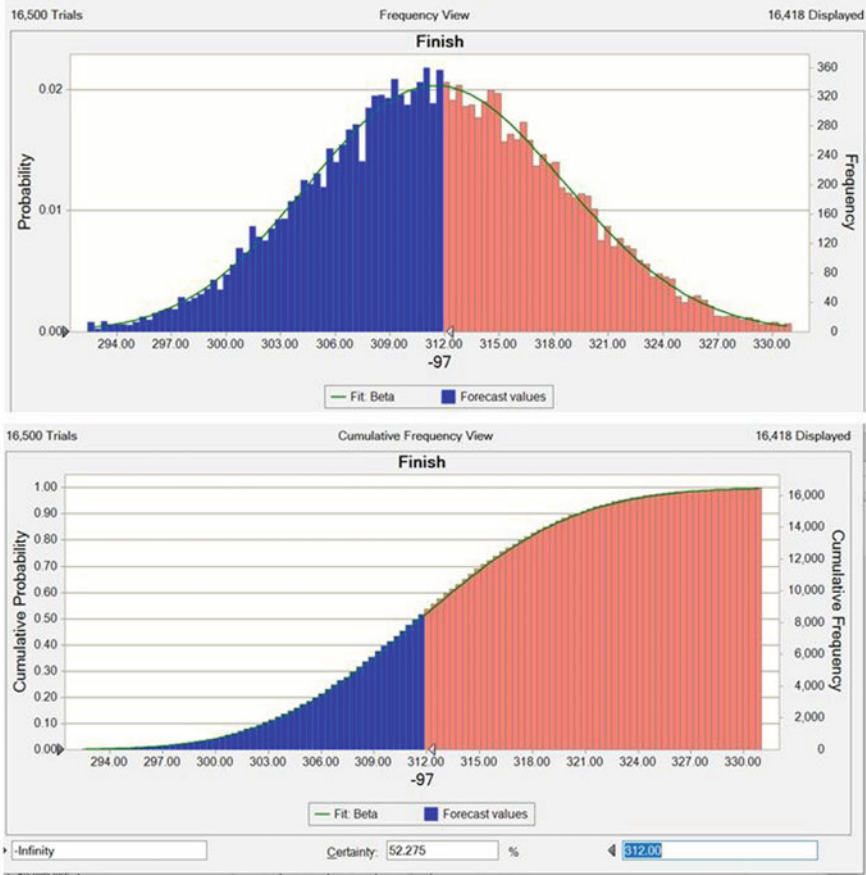 16,500 Trials Frequency View 16,418 Displayed
Finish
Probability
0.02
0.01
0.00
Frequency
360
320
280
240
200
160
120
80
40
0
294.00 297.00 300.00 303.00 306.00 309.00 312.00 315.00 318.00 321.00 324.00 327.00 330.00
-97
Fit: Beta Forecast values
16,500 Trials Cumulative Frequency View 16,418 Displayed
Finish
Cumulative Probability
1.00
0.90
0.80
0.70
0.60
0.50
0.40
0.30
0.20
0.10
0.00
Cumulative Frequency
16,000
14,000
12,000
10,000
8,000
6,000
4,000
2,000
0
294.00 297.00 300.00 303.00 306.00 309.00 312.00 315.00 318.00 321.00 324.00 327.00 330.00
-97
Fit: Beta Forecast values
-Infinity Certainty: 52.275 % 312.00